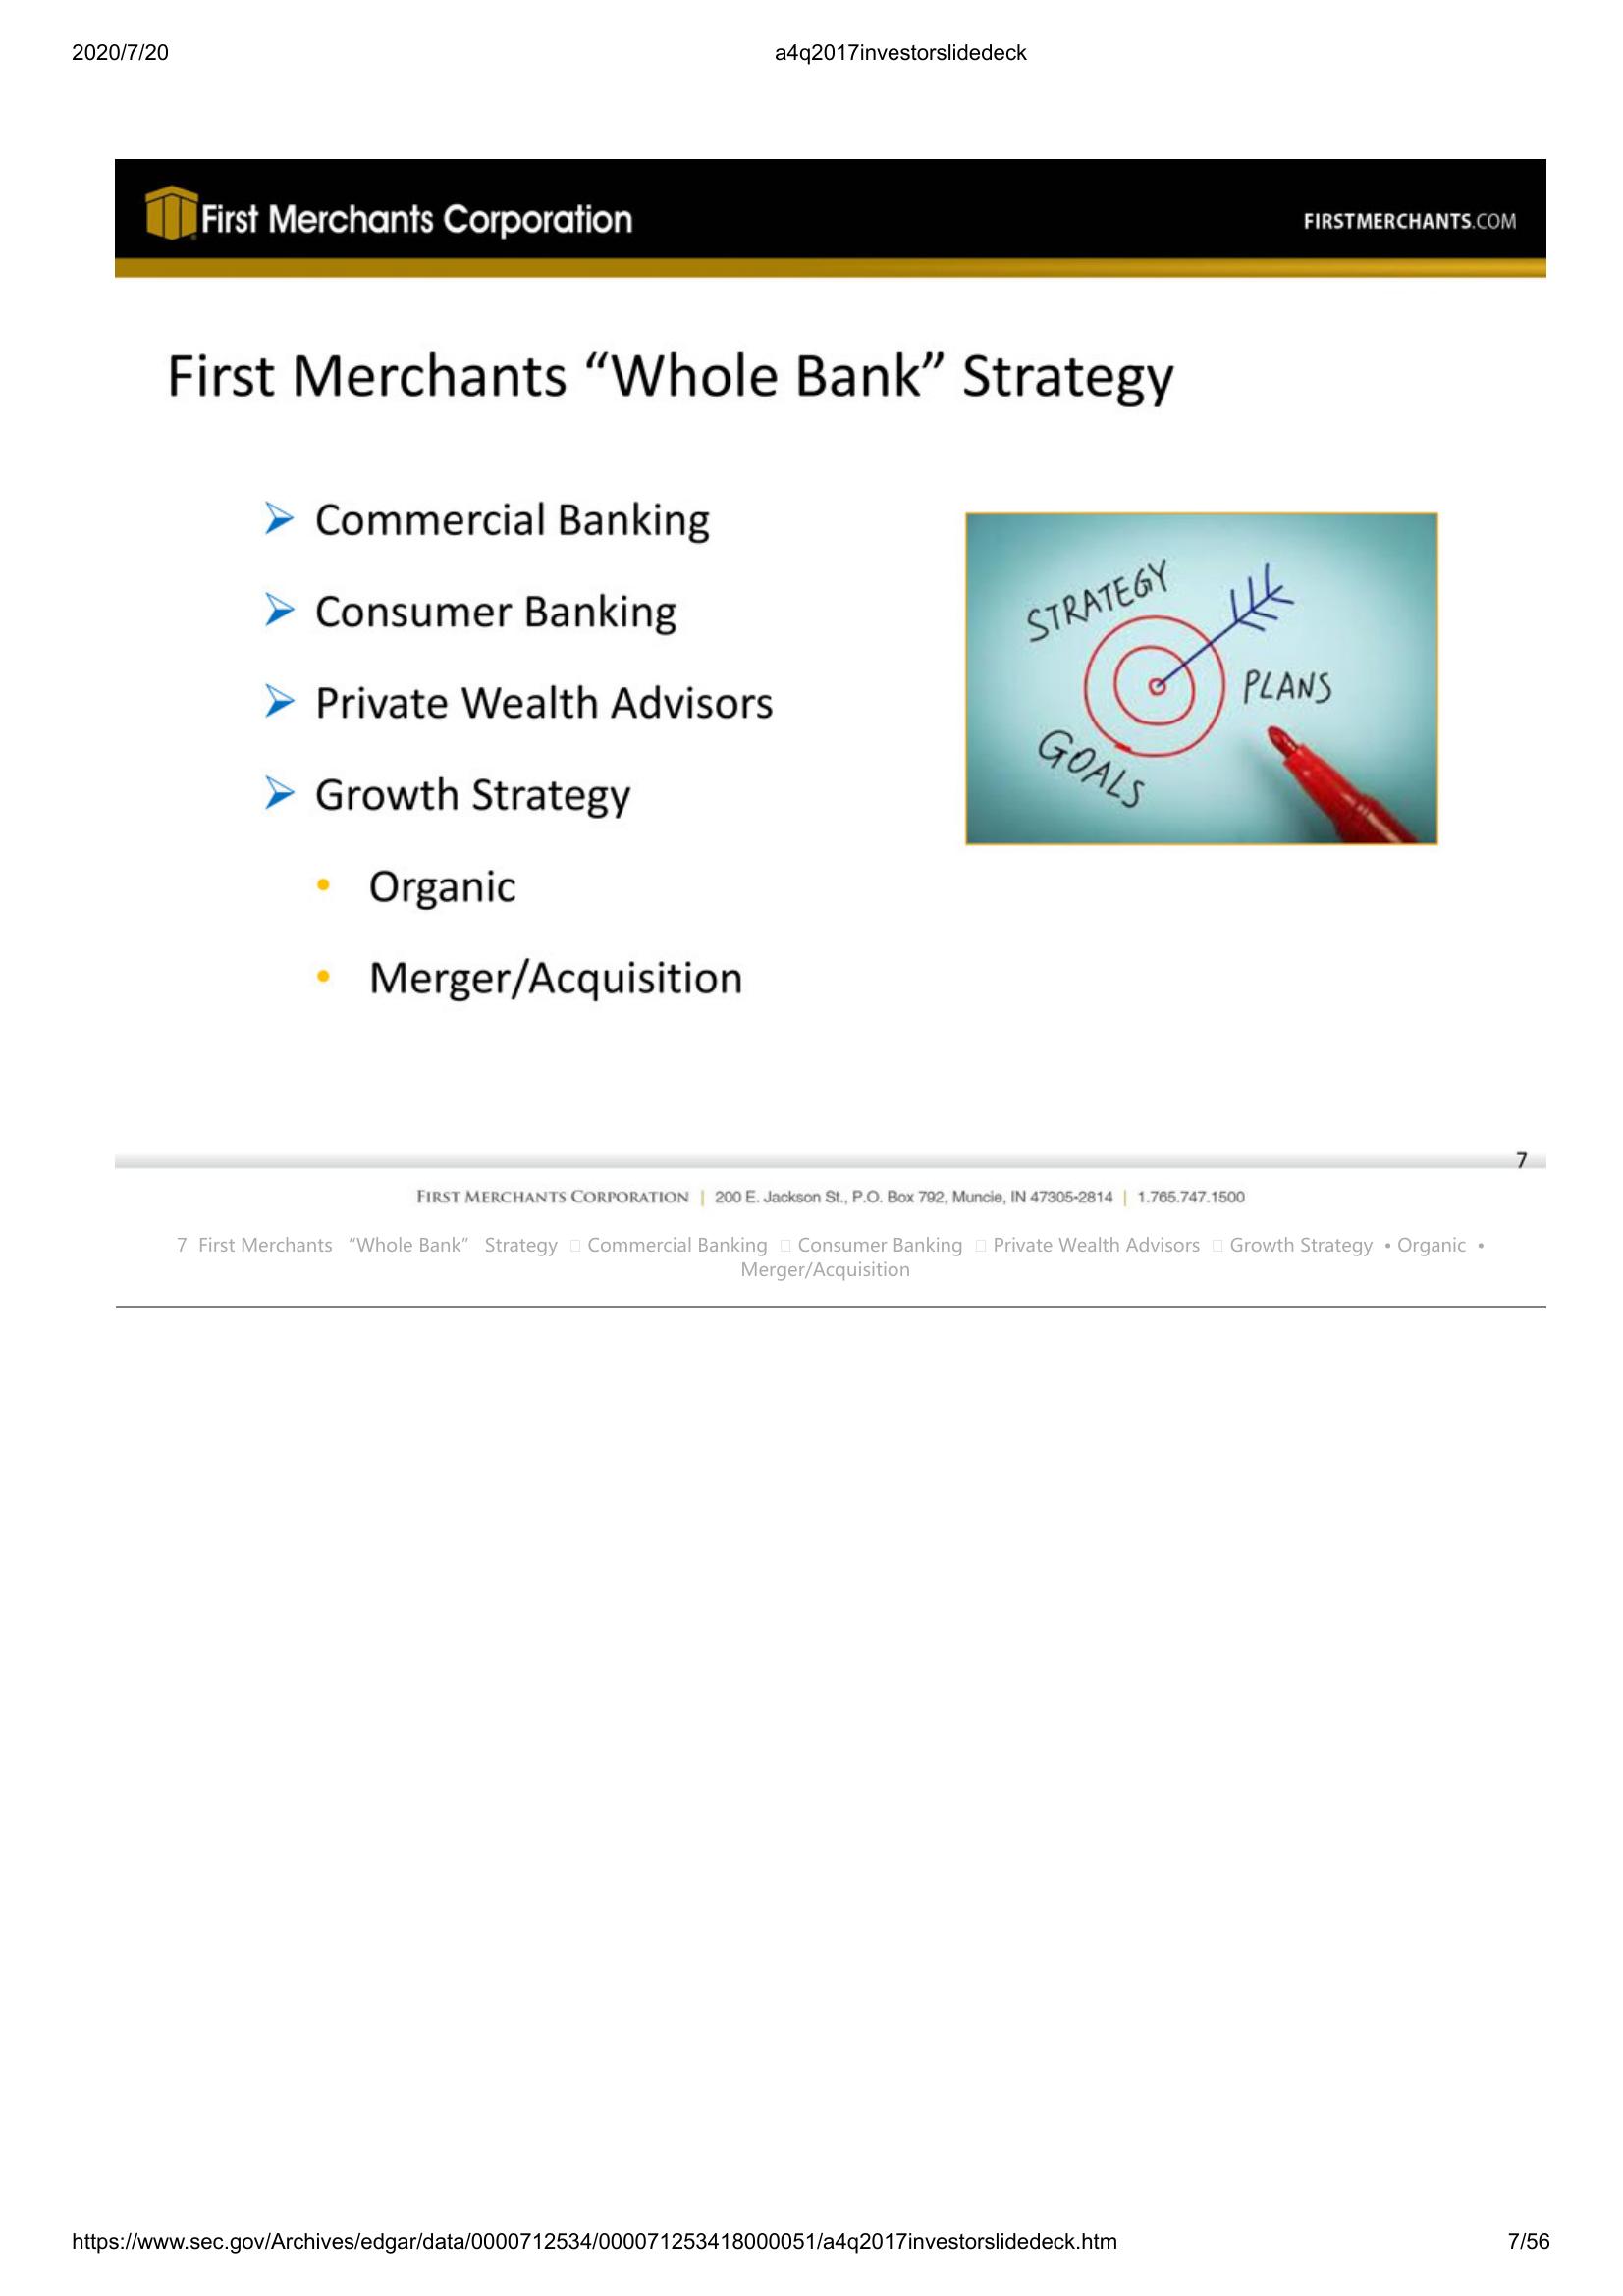 2020/7/20 a4q2017investorslidedeck
First Merchants Corporation FIRSTMERCHANTS.COM
First Merchants “Whole Bank” Strategy
Commercial Banking
Consumer Banking
Private Wealth Advisors
Growth Strategy
• Organic
• Merger/Acquisition
STRATEGY
PLANS
GOALS
7
FIRST MERCHANTS CORPORATION | 200 E. Jackson St., P.O. Box 792, Muncie, IN 47305-2814 | 1.765.747.1500
7 First Merchants “Whole Bank” Strategy □ Commercial Banking □ Consumer Banking □ Private Wealth Advisors □ Growth Strategy • Organic •
Merger/Acquisition
https://www.sec.gov/Archives/edgar/data/0000712534/000071253418000051/a4q2017investorslidedeck.htm 7/56